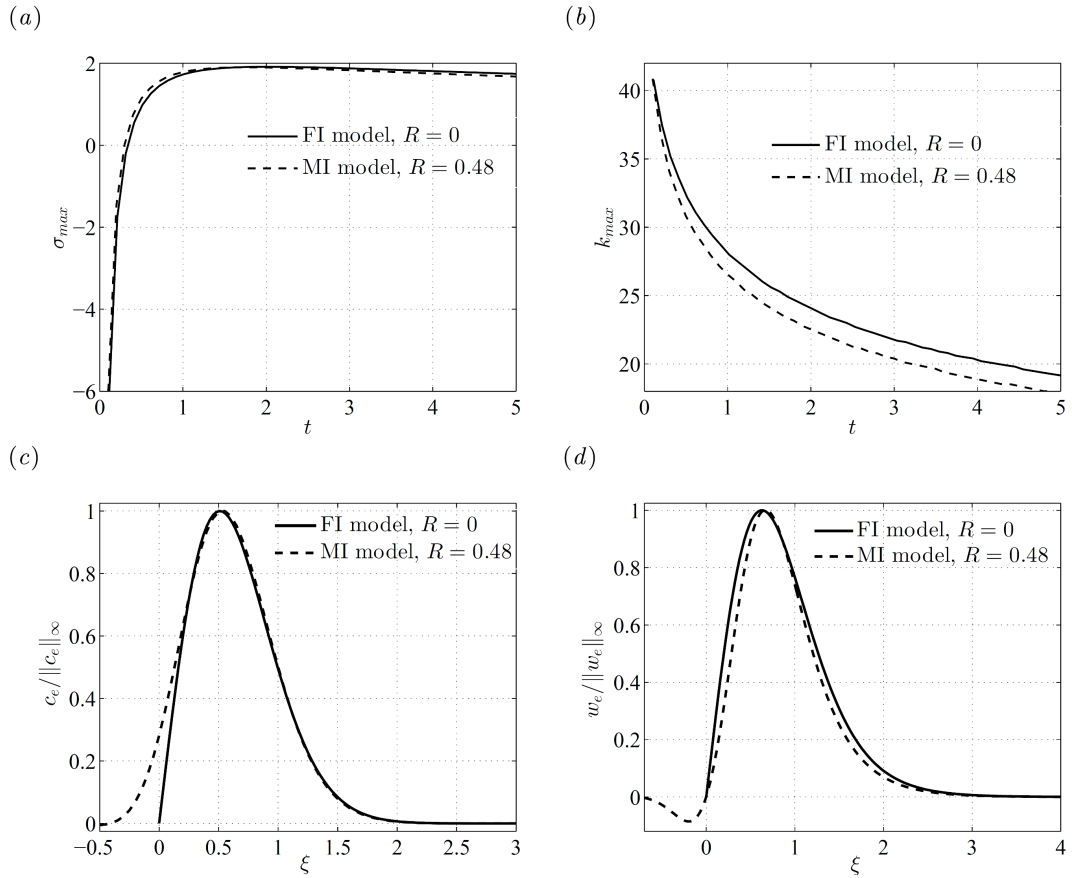 (a)
(b)
2
0
−2
−4
−6
σmax
FI model, R = 0
MI model, R = 0.48
0 1 2 3 4 5
t
40
35
30
25
20
kmax
FI model, R = 0
MI model, R = 0.48
0 1 2 3 4 5
t
(c)
(d)
1
0.8
0.6
0.4
0.2
0
ce/||ce||∞
FI model, R = 0
MI model, R = 0.48
−0.5 0 0.5 1 1.5 2 2.5 3
ξ
1
0.8
0.6
0.4
0.2
0
we/||we||∞
FI model, R = 0
MI model, R = 0.48
0 1 2 3 4
ξ